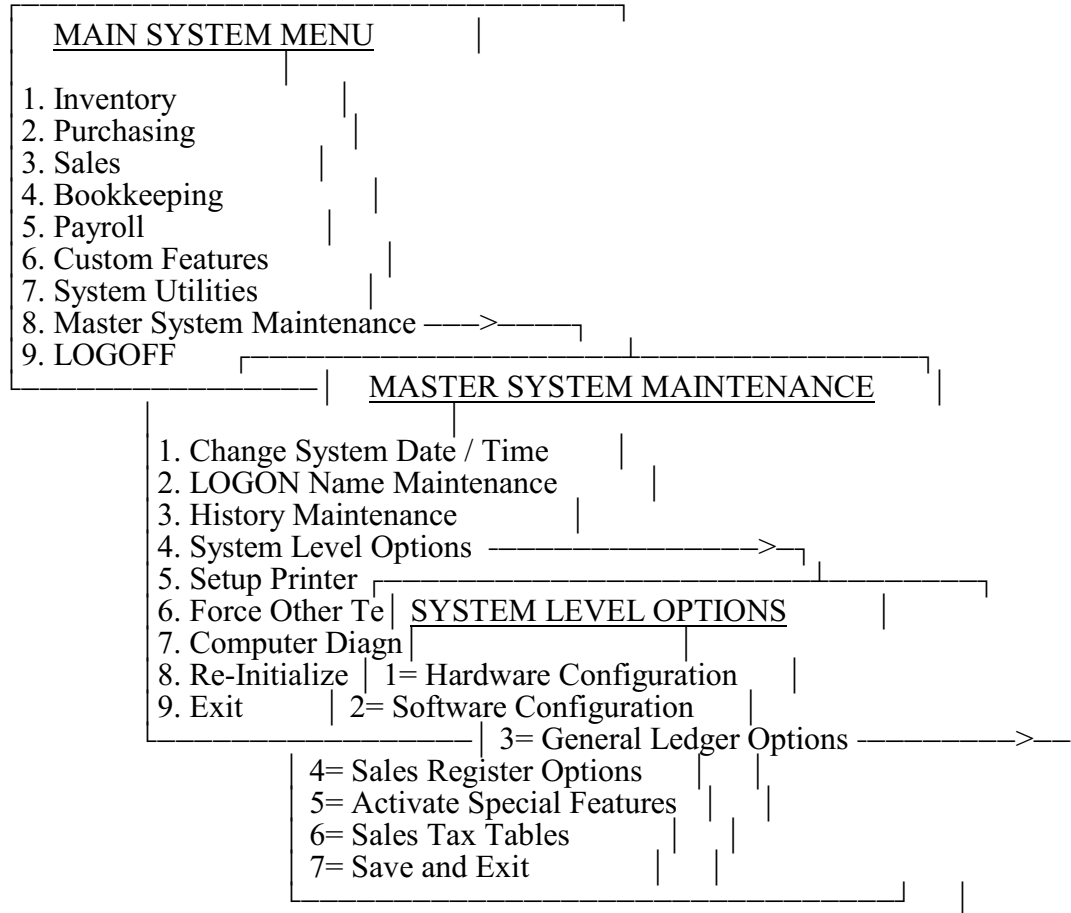 MAIN SYSTEM MENU
1. Inventory
2. Purchasing
3. Sales
4. Bookkeeping
5. Payroll
6. Custom Features
7. System Utilities
8. Master System Maintenance
9. LOGOFF
MASTER SYSTEM MAINTENANCE
1. Change System Date / Time
2. LOGON Name Maintenance
3. History Maintenance
4. System Level Options
5. Setup Printer
6. Force Other Te
SYSTEM LEVEL OPTIONS
7. Computer Diagn
8. Re-Initialize
1= Hardware Configuration
9. Exit
2= Software Configuration
3= General Ledger Options
4= Sales Register Options
5= Activate Special Features
6= Sales Tax Tables
7= Save and Exit